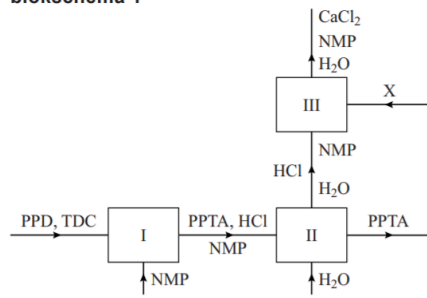 blokschema 1
CaCl₂
NMP
H₂O
III
X
NMP
HCl
H₂O
PPD, TDC
I
PPTA, HCl
NMP
II
PPTA
NMP
H₂O